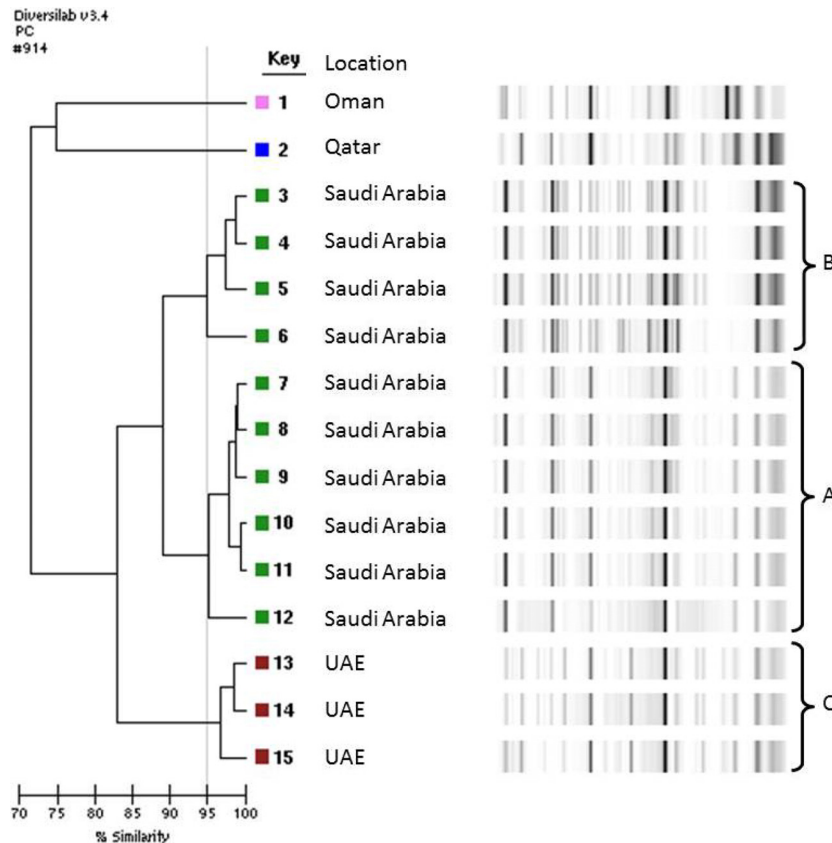 Diversilab v3.4
PC
#914
Key Location
1 Oman
2 Qatar
3 Saudi Arabia
4 Saudi Arabia
5 Saudi Arabia
6 Saudi Arabia
B
7 Saudi Arabia
8 Saudi Arabia
9 Saudi Arabia
10 Saudi Arabia
11 Saudi Arabia
12 Saudi Arabia
A
13 UAE
14 UAE
15 UAE
C
70 75 80 85 90 95 100
% Similarity